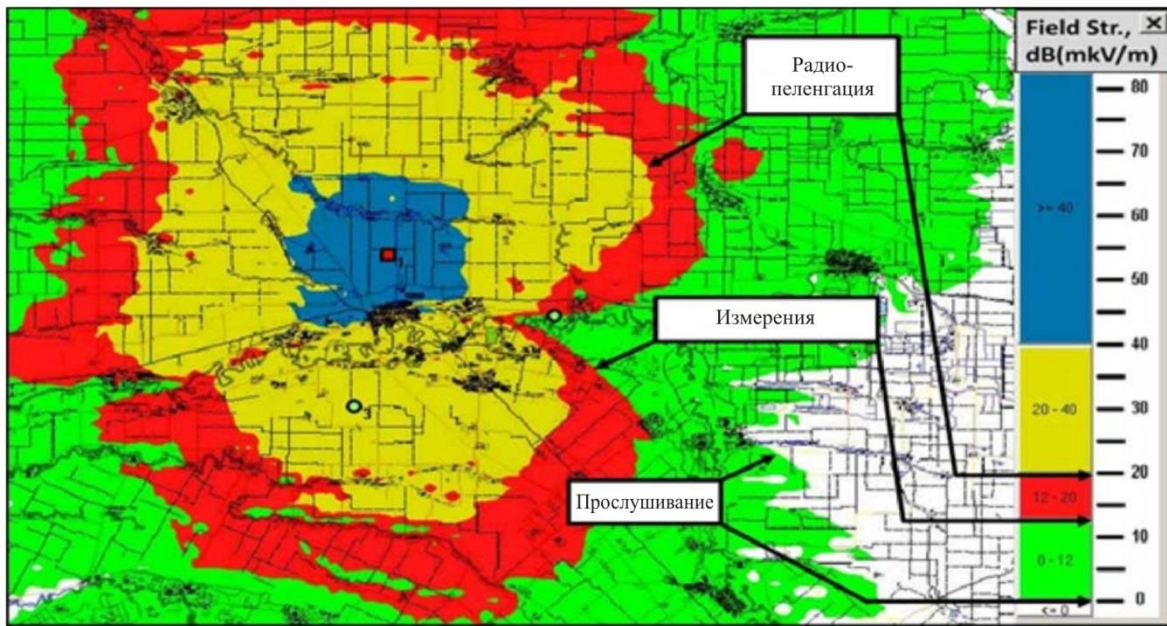 Field Str.,
dB(mkV/m)
Радио-
пеленгация
80
70
>= 40
60
50
Измерения
40
20 - 40
30
3
20
Прослушивание
12 - 20
10
0 - 12
0
<= 0